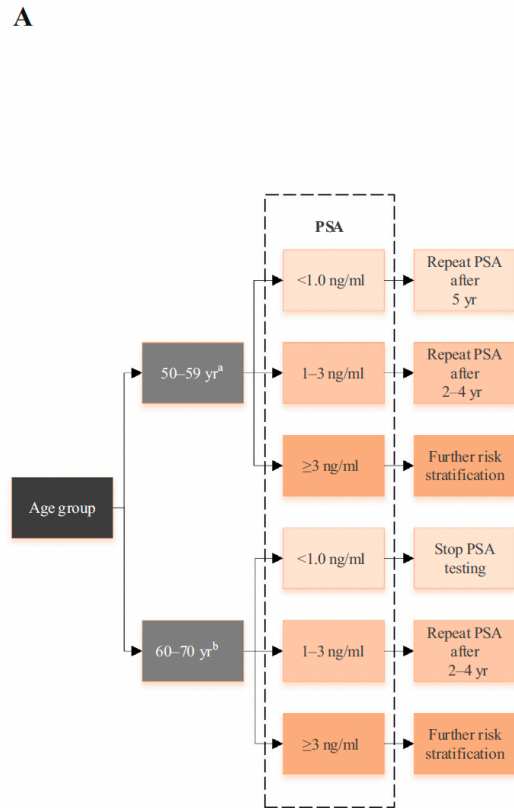 A
PSA
<1.0 ng/ml
Repeat PSA
after
5 yr
50–59 yrᵃ
1–3 ng/ml
Repeat PSA
after
2–4 yr
≥3 ng/ml
Further risk
stratification
Age group
<1.0 ng/ml
Stop PSA
testing
60–70 yrᵇ
1–3 ng/ml
Repeat PSA
after
2–4 yr
≥3 ng/ml
Further risk
stratification